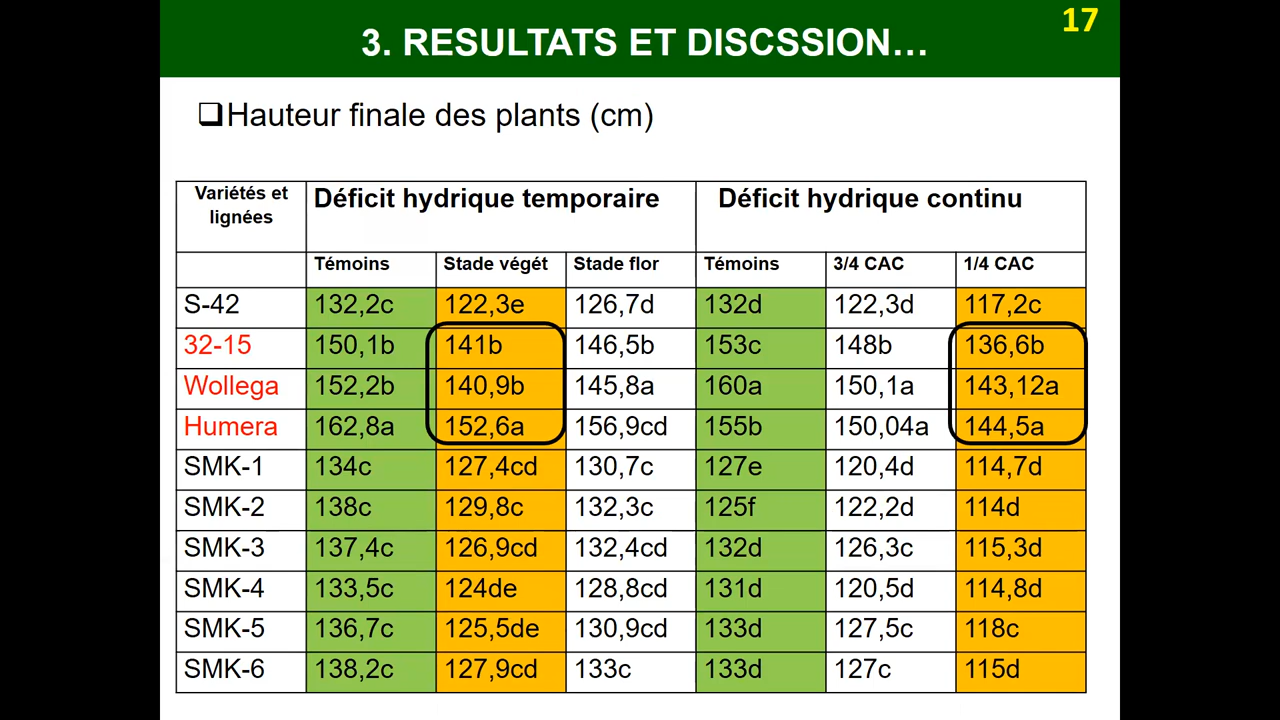 17
3. RESULTATS ET DISCSSION…
Hauteur finale des plants (cm)
Variétés et lignées Déficit hydrique temporaire Déficit hydrique continu
Témoins Stade végét Stade flor Témoins 3/4 CAC 1/4 CAC
S-42 132,2c 122,3e 126,7d 132d 122,3d 117,2c
32-15 150,1b 141b 146,5b 153c 148b 136,6b
Wollega 152,2b 140,9b 145,8a 160a 150,1a 143,12a
Humera 162,8a 152,6a 156,9cd 155b 150,04a 144,5a
SMK-1 134c 127,4cd 130,7c 127e 120,4d 114,7d
SMK-2 138c 129,8c 132,3c 125f 122,2d 114d
SMK-3 137,4c 126,9cd 132,4cd 132d 126,3c 115,3d
SMK-4 133,5c 124de 128,8cd 131d 120,5d 114,8d
SMK-5 136,7c 125,5de 130,9cd 133d 127,5c 118c
SMK-6 138,2c 127,9cd 133c 133d 127c 115d